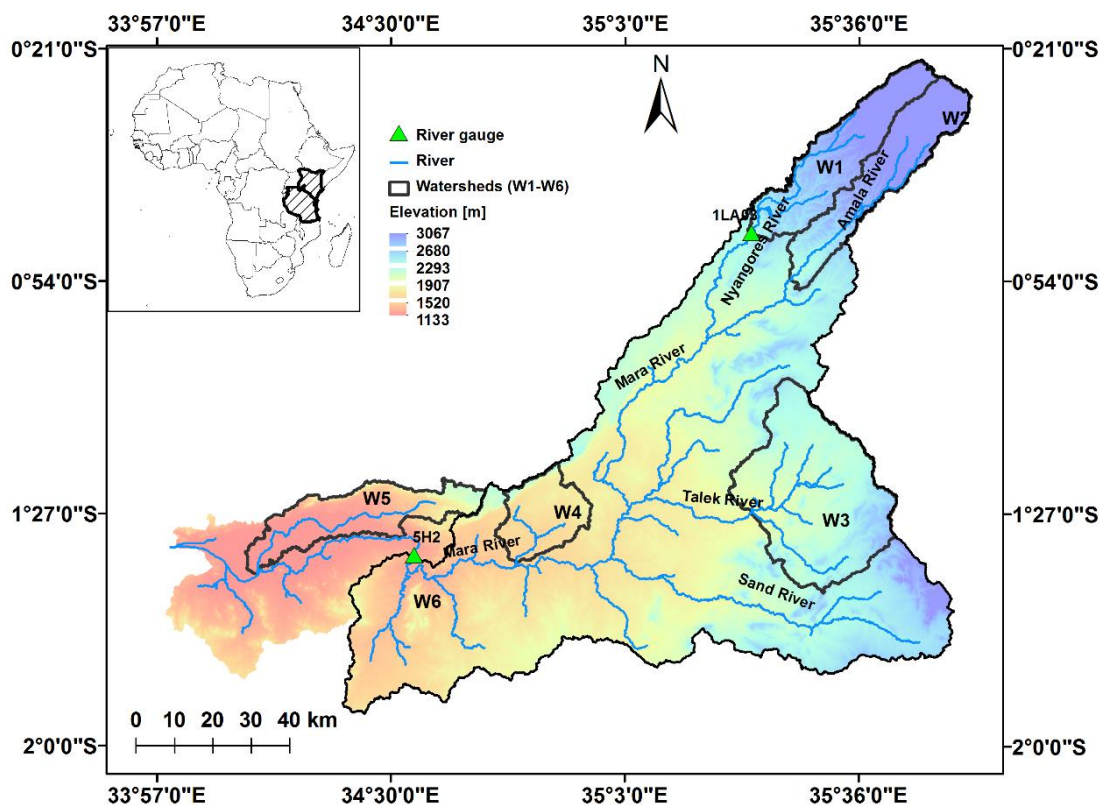 33°57'0"E 34°30'0"E 35°3'0"E 35°36'0"E
0°21'0"S 0°21'0"S
N
River gauge
River
Watersheds (W1-W6)
Elevation [m]
3067
2680
2293
1907
1520
1133
W2
W1
Amala River
1LA03
Nyangores River
0°54'0"S 0°54'0"S
Mara River
W5
Talek River
1°27'0"S 1°27'0"S
W4
W3
5H2
Mara River
Sand River
W6
0 10 20 30 40 km
2°0'0"S 2°0'0"S
33°57'0"E 34°30'0"E 35°3'0"E 35°36'0"E